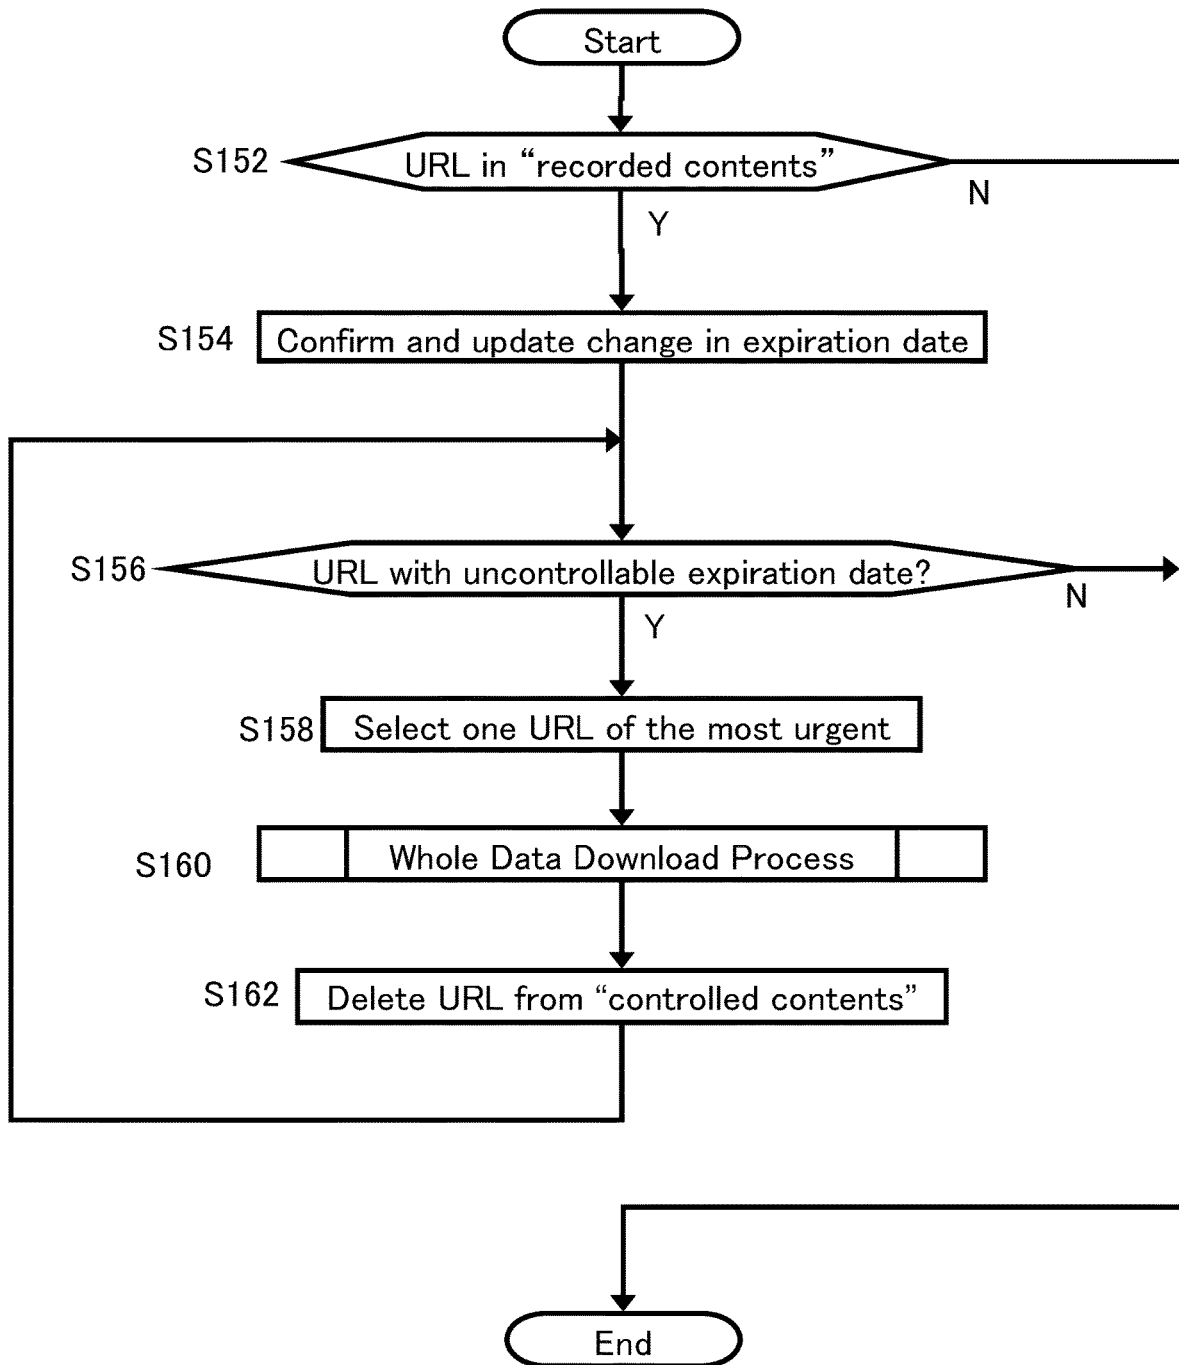 Start
S152
URL in “recorded contents”
N
Y
S154
Confirm and update change in expiration date
S156
URL with uncontrollable expiration date?
N
Y
S158
Select one URL of the most urgent
S160
Whole Data Download Process
S162
Delete URL from “controlled contents”
End